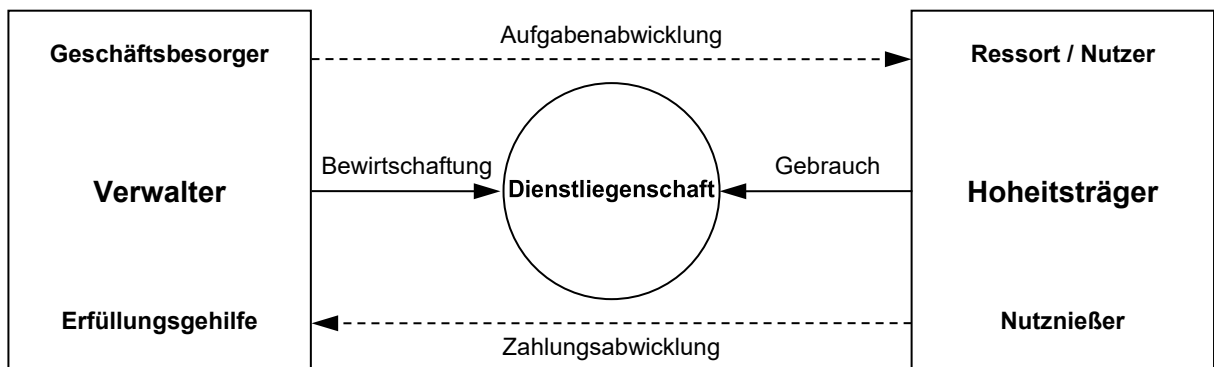 Aufgabenabwicklung
Geschäftsbesorger
Ressort / Nutzer
Bewirtschaftung
Gebrauch
Verwalter
Dienstliegenschaft
Hoheitsträger
Erfüllungsgehilfe
Nutznießer
Zahlungsabwicklung